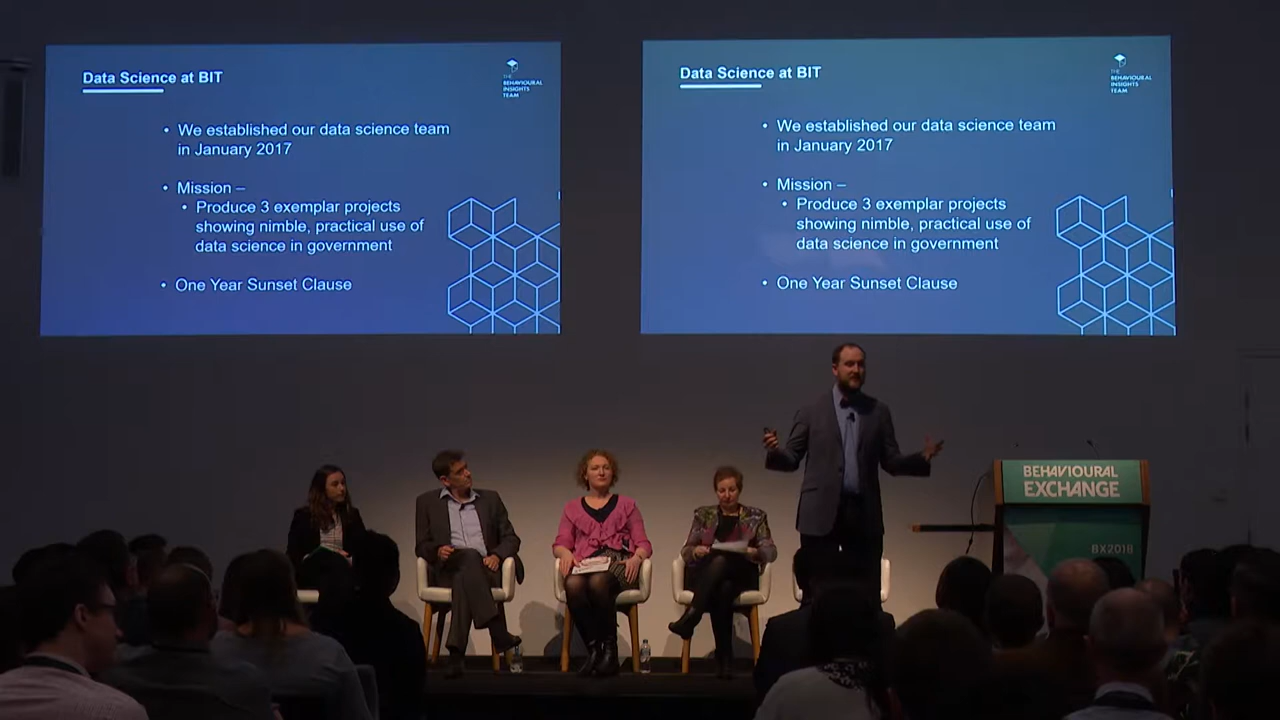 Data Science at BIT
THE
BEHAVIOURAL
INSIGHTS
TEAM
• We established our data science team
in January 2017
• Mission –
• Produce 3 exemplar projects
showing nimble, practical use of
data science in government
• One Year Sunset Clause
Data Science at BIT
THE
BEHAVIOURAL
INSIGHTS
TEAM
• We established our data science team
in January 2017
• Mission –
• Produce 3 exemplar projects
showing nimble, practical use of
data science in government
• One Year Sunset Clause
BEHAVIOURAL
EXCHANGE
BX2018